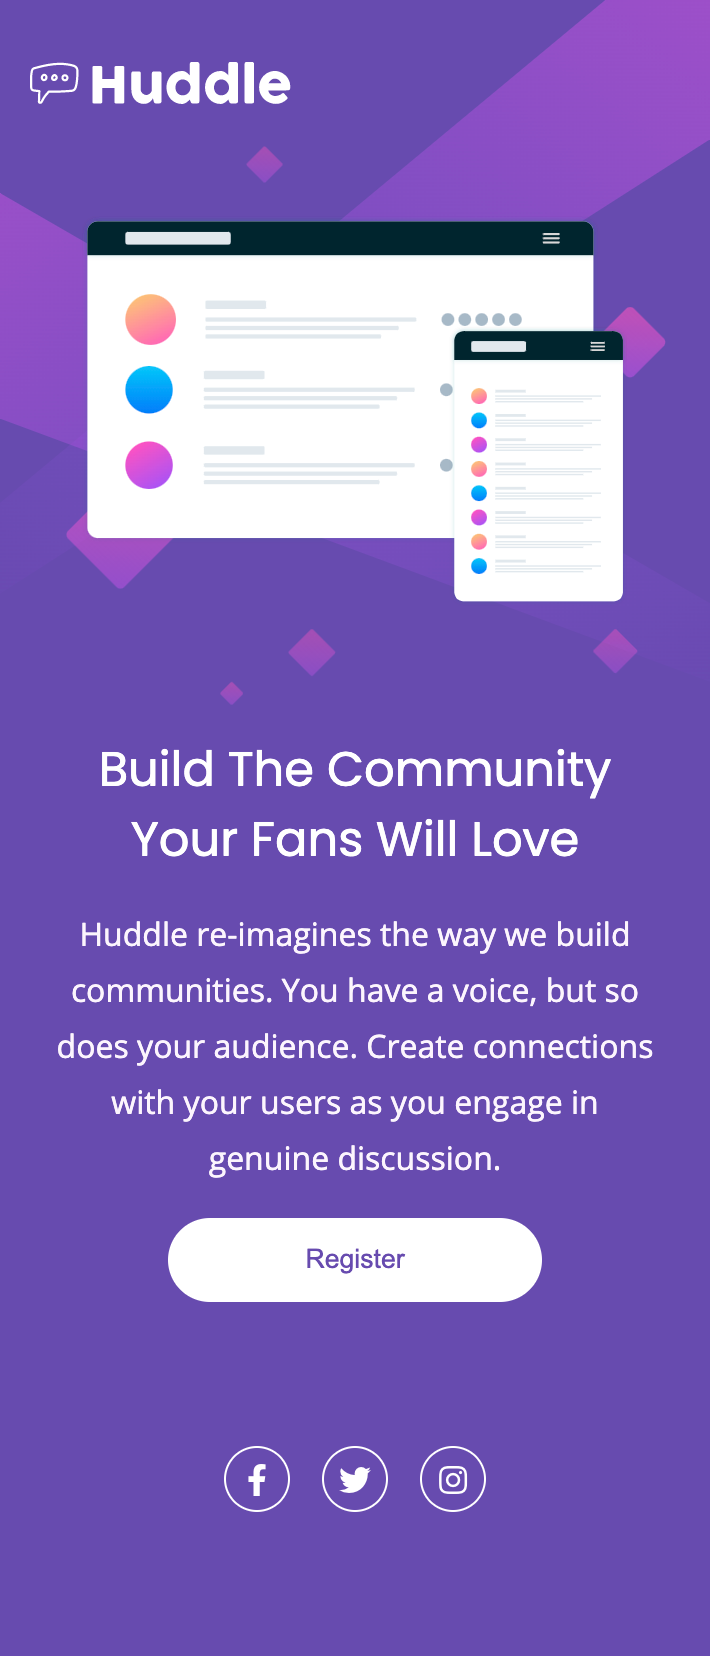 Huddle
Build The Community
Your Fans Will Love
Huddle re-imagines the way we build
communities. You have a voice, but so
does your audience. Create connections
with your users as you engage in
genuine discussion.
Register